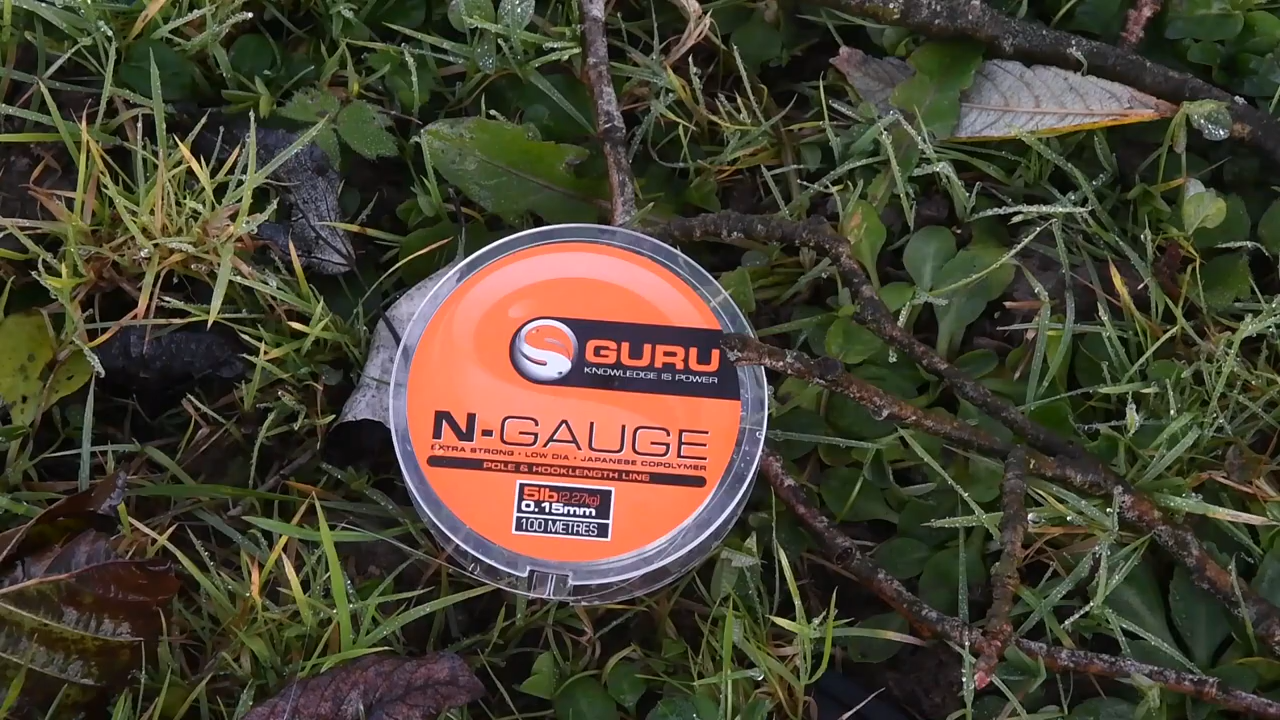 GURU
KNOWLEDGE IS POWER
N-GAUGE
EXTRA STRONG • LOW DIA • JAPANESE COPOLYMER
POLE & HOOKLENGTH LINE
5lb (2.27kg)
0.15mm
100 METRES